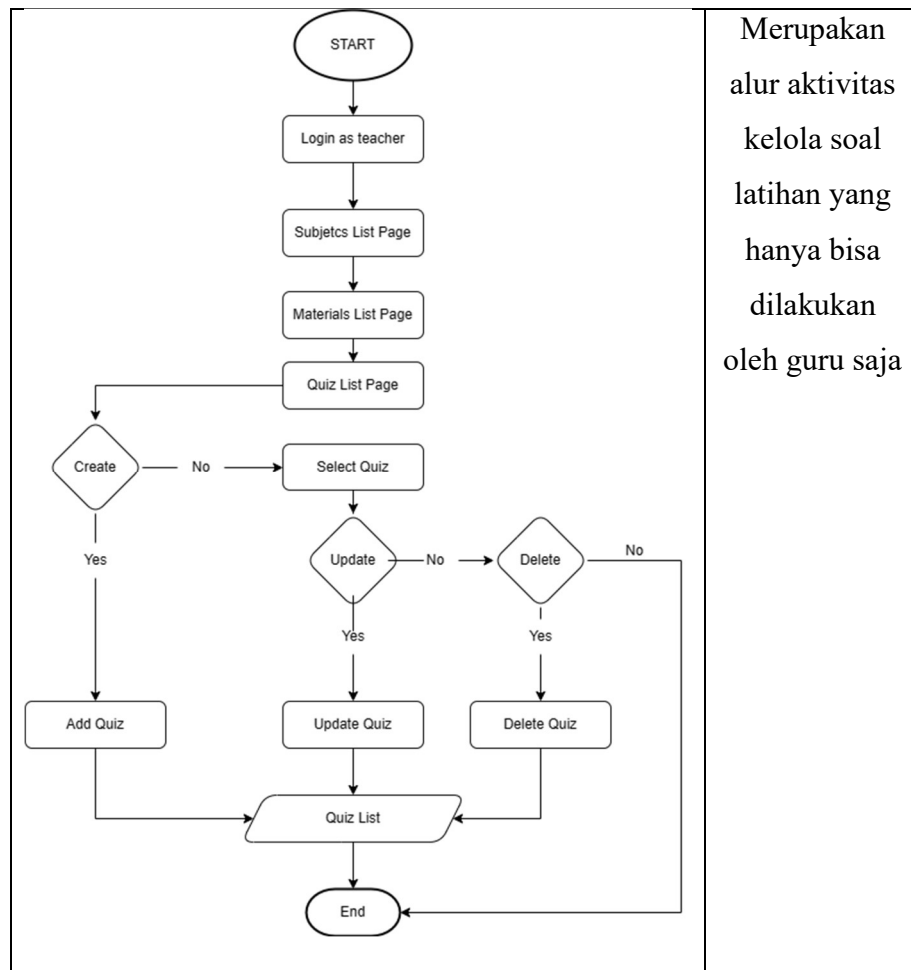 START
Login as teacher
Subjetcs List Page
Materials List Page
Quiz List Page
Create
No
Select Quiz
Yes
Update
No
Delete
No
Yes
Yes
Add Quiz
Update Quiz
Delete Quiz
Quiz List
End
Merupakan
alur aktivitas
kelola soal
latihan yang
hanya bisa
dilakukan
oleh guru saja